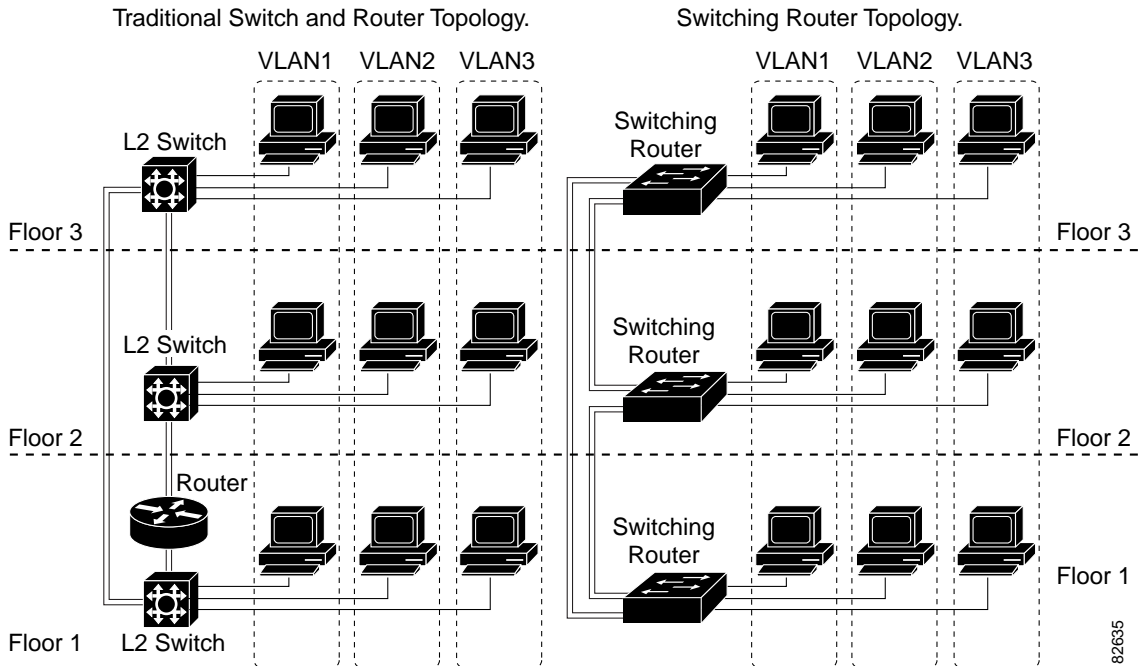 Traditional Switch and Router Topology.
Switching Router Topology.
VLAN1 VLAN2 VLAN3
VLAN1 VLAN2 VLAN3
L2 Switch
Switching
Router
Floor 3
Floor 3
L2 Switch
Switching
Router
Floor 2
Floor 2
Router
Switching
Router
Floor 1
Floor 1
L2 Switch
82635